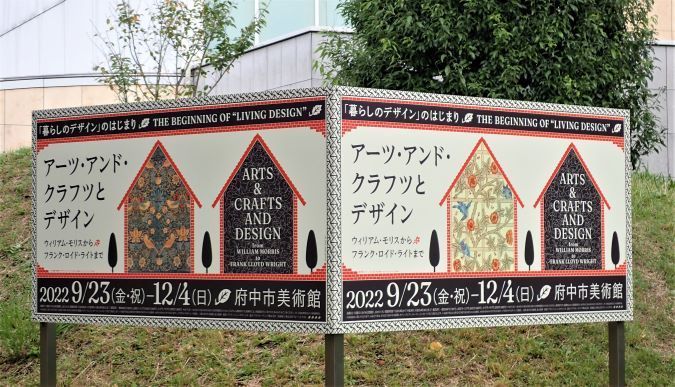 「暮らしのデザイン」のはじまり THE BEGINNING OF "LIVING DESIGN"
アーツ・アンド・
クラフツと
デザイン
ウィリアム・モリスから
フランク・ロイド・ライトまで
ARTS
& 
CRAFTS
AND
DESIGN
from
WILLIAM MORRIS
to
FRANK LLOYD WRIGHT
2022 9/23(金・祝)–12/4(日) 府中市美術館
「暮らしのデザイン」のはじまり THE BEGINNING OF "LIVING DESIGN"
アーツ・アンド・
クラフツと
デザイン
ウィリアム・モリスから
フランク・ロイド・ライトまで
ARTS
&
CRAFTS
AND
DESIGN
from
WILLIAM MORRIS
to
FRANK LLOYD WRIGHT
2022 9/23(金・祝)–12/4(日) 府中市美術館